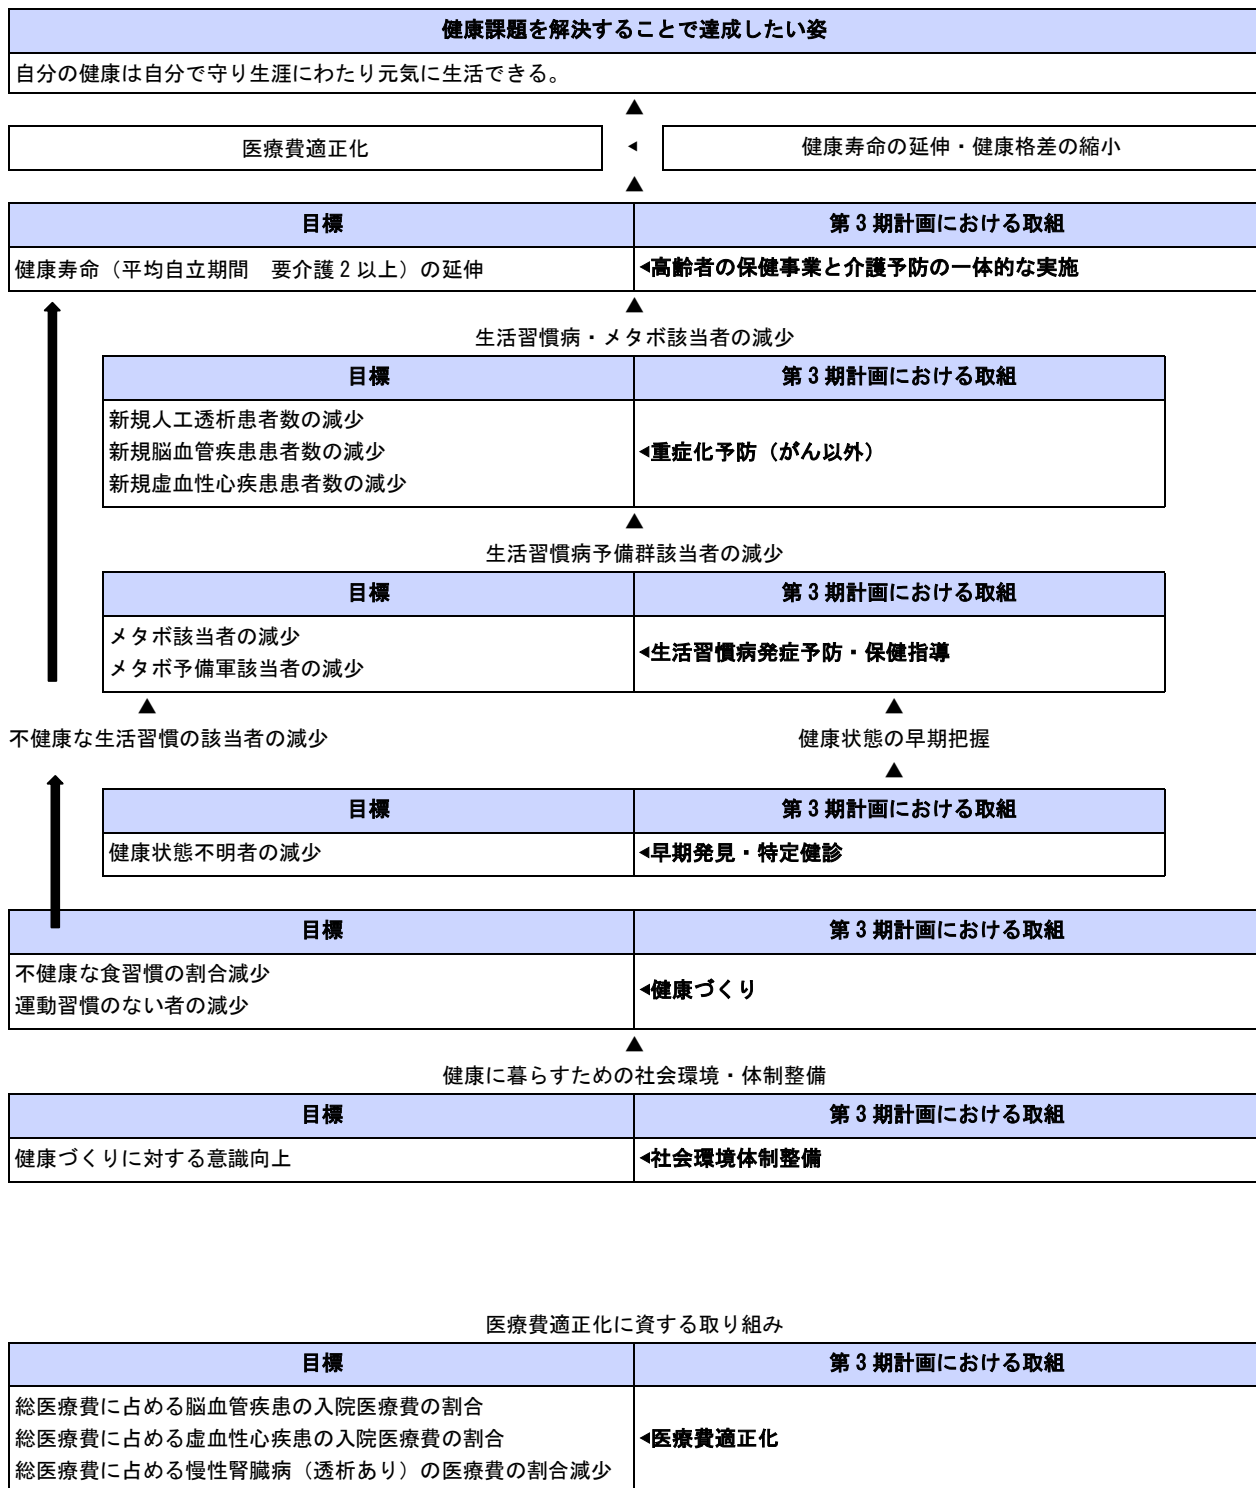 健康課題を解決することで達成したい姿
自分の健康は自分で守り生涯にわたり元気に生活できる。
▲
医療費適正化 ◀ 健康寿命の延伸・健康格差の縮小
▲
目標 第3期計画における取組
健康寿命（平均自立期間　要介護2以上）の延伸 ◀高齢者の保健事業と介護予防の一体的な実施
▲
生活習慣病・メタボ該当者の減少
目標 第3期計画における取組
新規人工透析患者数の減少
新規脳血管疾患患者数の減少
新規虚血性心疾患患者数の減少
◀重症化予防（がん以外）
▲
生活習慣病予備群該当者の減少
目標 第3期計画における取組
メタボ該当者の減少
メタボ予備軍該当者の減少
◀生活習慣病発症予防・保健指導
▲ ▲
不健康な生活習慣の該当者の減少 健康状態の早期把握
▲
目標 第3期計画における取組
健康状態不明者の減少 ◀早期発見・特定健診
目標 第3期計画における取組
不健康な食習慣の割合減少
運動習慣のない者の減少
◀健康づくり
▲
健康に暮らすための社会環境・体制整備
目標 第3期計画における取組
健康づくりに対する意識向上 ◀社会環境体制整備
医療費適正化に資する取り組み
目標 第3期計画における取組
総医療費に占める脳血管疾患の入院医療費の割合
総医療費に占める虚血性心疾患の入院医療費の割合
総医療費に占める慢性腎臓病（透析あり）の医療費の割合減少
◀医療費適正化